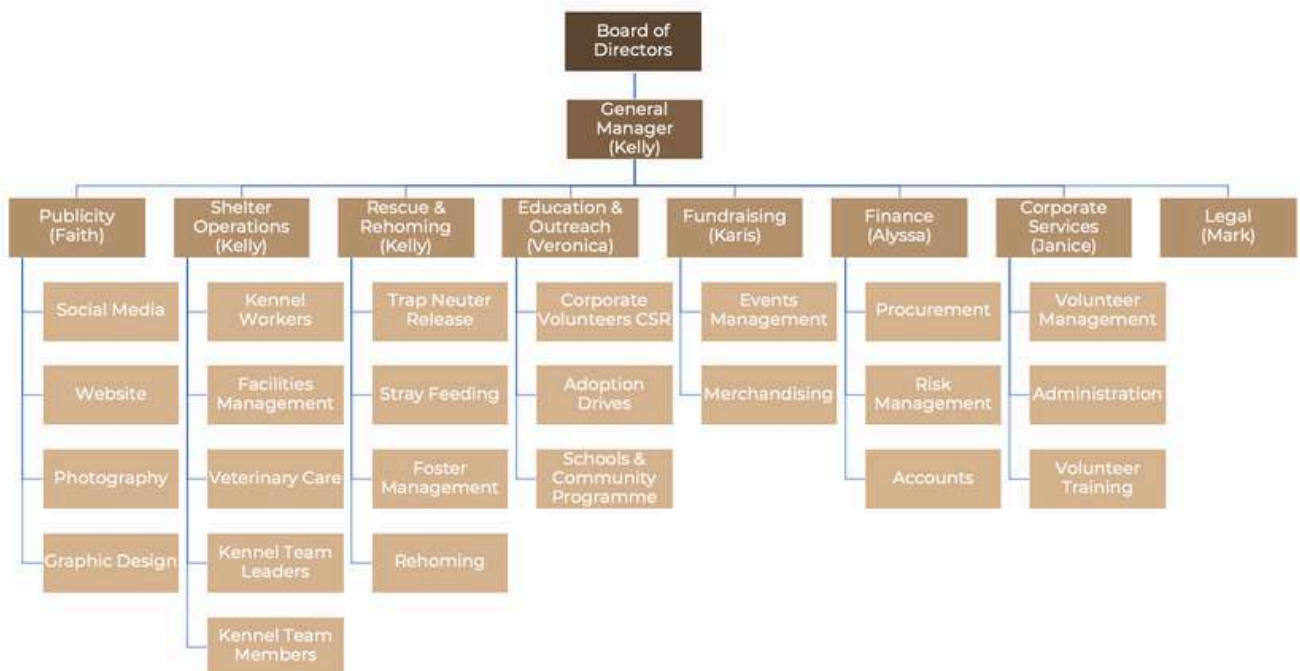 Board of
Directors
General
Manager
(Kelly)
Publicity
(Faith)
Shelter
Operations
(Kelly)
Rescue &
Rehoming
(Kelly)
Education &
Outreach
(Veronica)
Fundraising
(Karis)
Finance
(Alyssa)
Corporate
Services
(Janice)
Legal
(Mark)
Social Media
Website
Photography
Graphic Design
Kennel
Workers
Facilities
Management
Veterinary Care
Kennel Team
Leaders
Kennel Team
Members
Trap Neuter
Release
Stray Feeding
Foster
Management
Rehoming
Corporate
Volunteers CSR
Adoption
Drives
Schools &
Community
Programme
Events
Management
Merchandising
Procurement
Risk
Management
Accounts
Volunteer
Management
Administration
Volunteer
Training